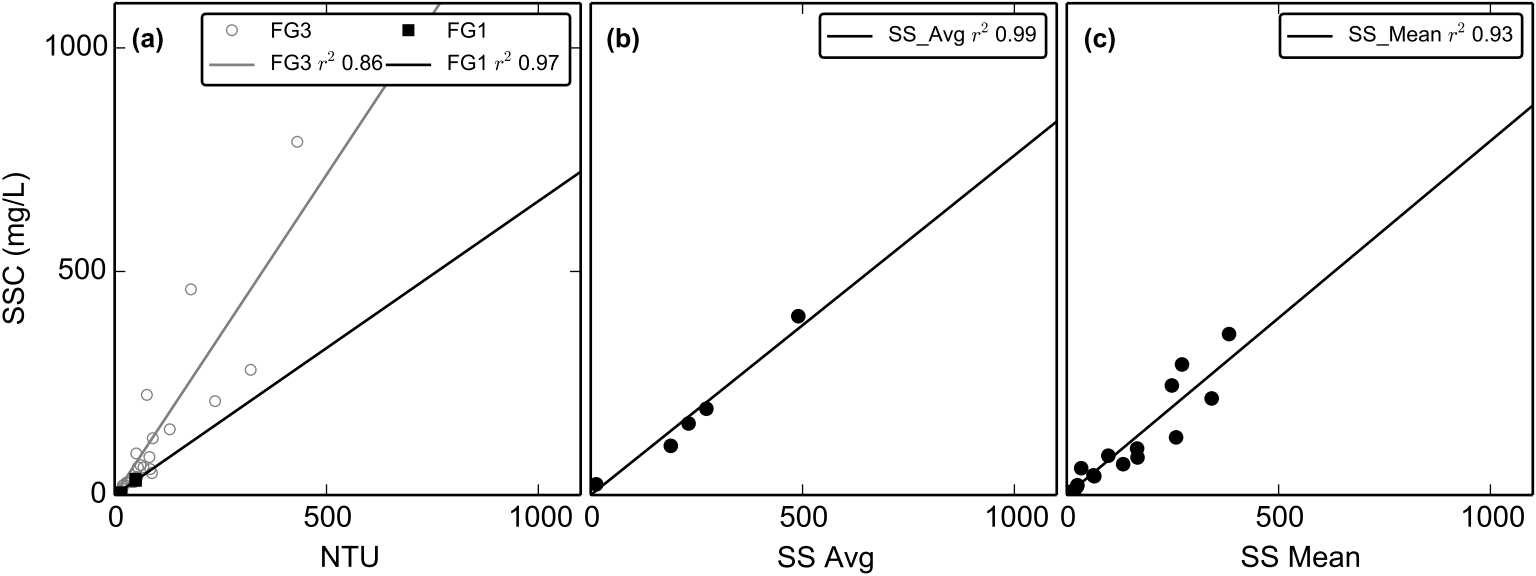 (a)
FG3 FG1
FG3 r² 0.86 FG1 r² 0.97
(b)
SS_Avg r² 0.99
(c)
SS_Mean r² 0.93
SSC (mg/L)
1000
500
0
0 500 1000
0 500 1000
0 500 1000
NTU
SS Avg
SS Mean